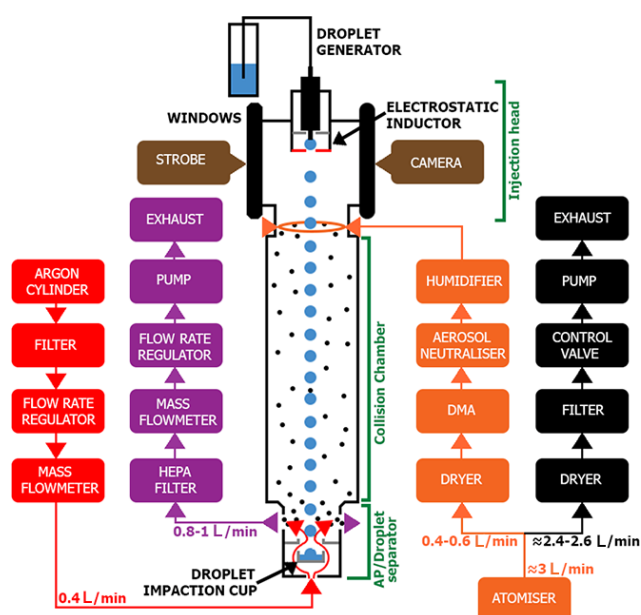 DROPLET
GENERATOR
WINDOWS
ELECTROSTATIC
INDUCTOR
Injection head
STROBE
CAMERA
EXHAUST
PUMP
FLOW RATE
REGULATOR
MASS
FLOWMETER
HEPA
FILTER
0.8-1 L/min
ARGON
CYLINDER
FILTER
FLOW RATE
REGULATOR
MASS
FLOWMETER
0.4 L/min
Collision Chamber
AP/Droplet
separator
DROPLET
IMPACTION CUP
HUMIDIFIER
AEROSOL
NEUTRALISER
DMA
DRYER
0.4-0.6 L/min
EXHAUST
PUMP
CONTROL
VALVE
FILTER
DRYER
≈2.4-2.6 L/min
≈3 L/min
ATOMISER